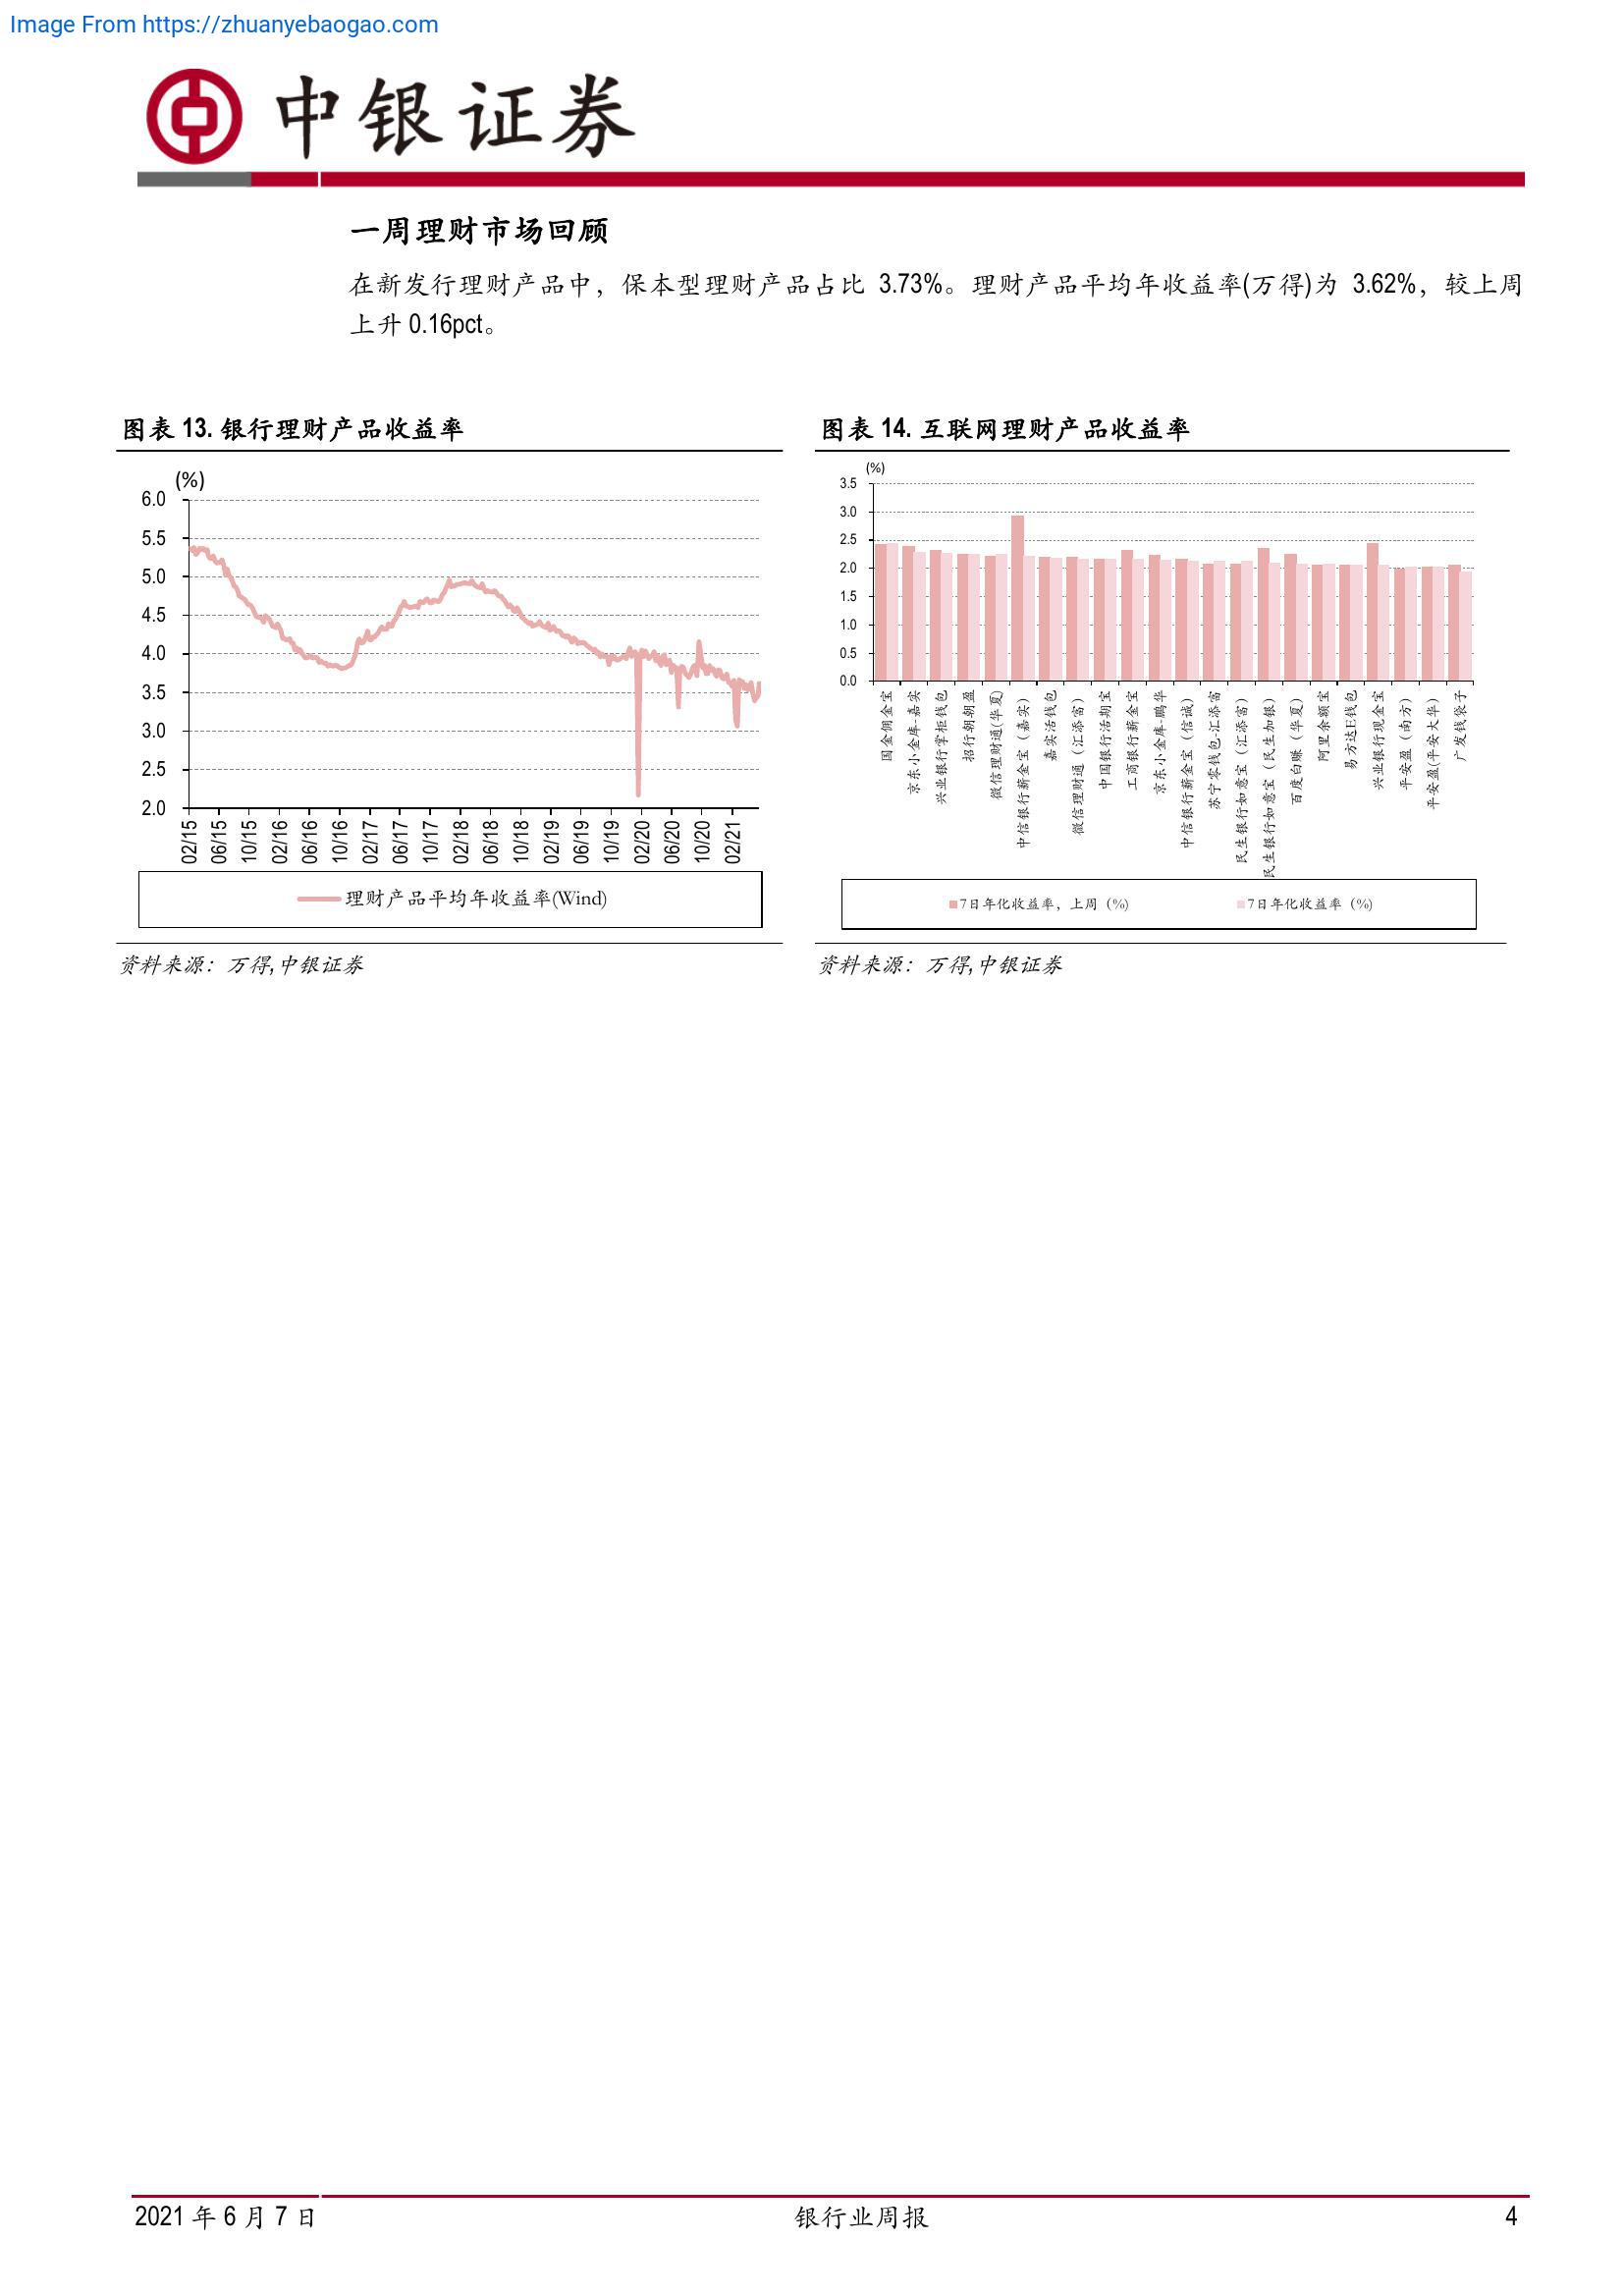 Image From https://zhuanyebaogao.com
中银证券
一周理财市场回顾
在新发行理财产品中，保本型理财产品占比 3.73%。理财产品平均年收益率(万得)为 3.62%，较上周
上升 0.16pct。
图表 13. 银行理财产品收益率
(%)
6.0
5.5
5.0
4.5
4.0
3.5
3.0
2.5
2.0
02/15
06/15
10/15
02/16
06/16
10/16
02/17
06/17
10/17
02/18
06/18
10/18
02/19
06/19
10/19
02/20
06/20
10/20
02/21
理财产品平均年收益率(Wind)
资料来源：万得,中银证券
图表 14. 互联网理财产品收益率
(%)
3.5
3.0
2.5
2.0
1.5
1.0
0.5
0.0
国金佣金宝
京东小金库-嘉实
兴业银行掌柜钱包
招行朝朝盈
微信理财通(华夏)
中信银行薪金宝（嘉实）
嘉实活钱包
微信理财通（汇添富）
中国银行活期宝
工商银行薪金宝
京东小金库-鹏华
中信银行薪金宝（信诚）
苏宁零钱包-汇添富
民生银行如意宝（汇添富）
民生银行如意宝（民生加银）
百度百赚（华夏）
阿里余额宝
易方达E钱包
兴业银行现金宝
平安盈（南方）
平安盈(平安大华)
广发钱袋子
7日年化收益率，上周（%)
7日年化收益率（%)
资料来源：万得,中银证券
2021 年 6 月 7 日
银行业周报
4